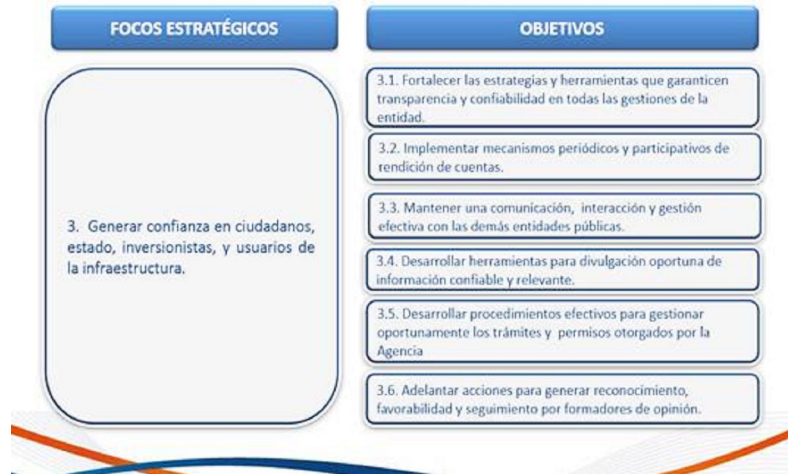 FOCOS ESTRATÉGICOS
OBJETIVOS
3. Generar confianza en ciudadanos,
estado, inversionistas, y usuarios de
la infraestructura.
3.1. Fortalecer las estrategias y herramientas que garanticen
transparencia y confiabilidad en todas las gestiones de la
entidad.
3.2. Implementar mecanismos periódicos y participativos de
rendición de cuentas.
3.3. Mantener una comunicación, interacción y gestión
efectiva con las demás entidades públicas.
3.4. Desarrollar herramientas para divulgación oportuna de
información confiable y relevante.
3.5. Desarrollar procedimientos efectivos para gestionar
oportunamente los trámites y permisos otorgados por la
Agencia
3.6. Adelantar acciones para generar reconocimiento,
favorabilidad y seguimiento por formadores de opinión.